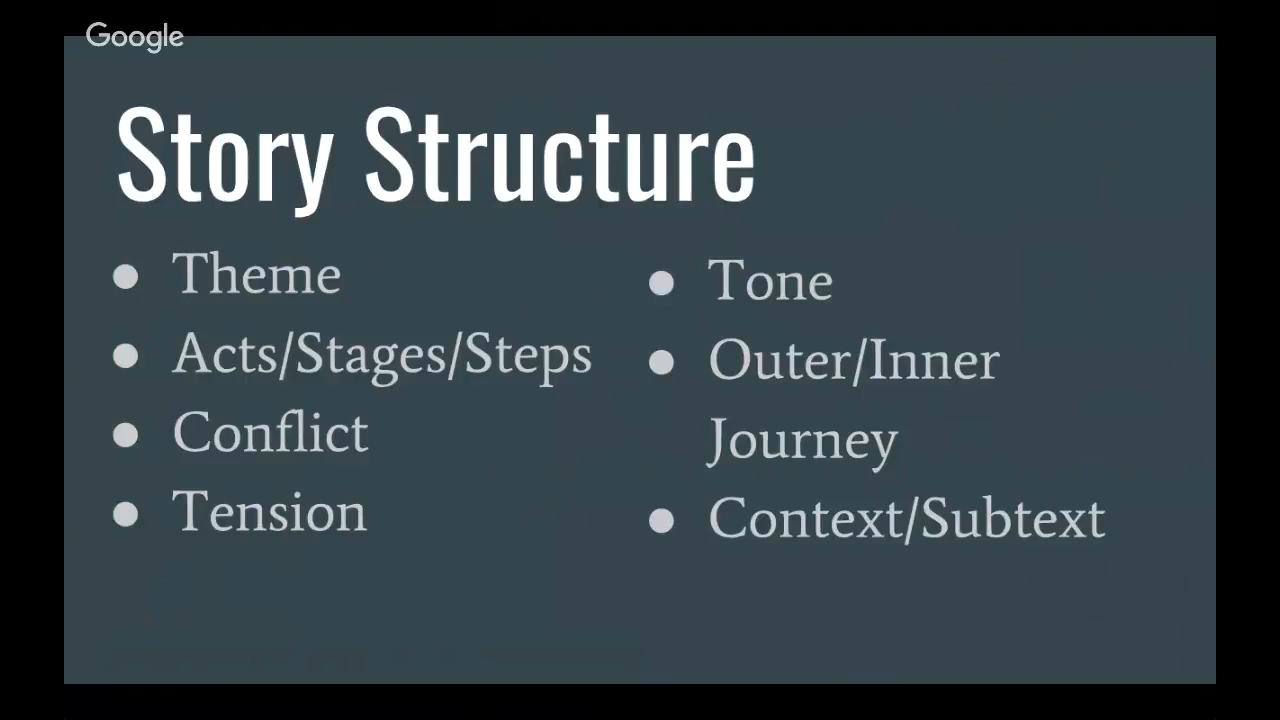 Google
Story Structure
● Theme
● Acts/Stages/Steps
● Conflict
● Tension
● Tone
● Outer/Inner
Journey
● Context/Subtext